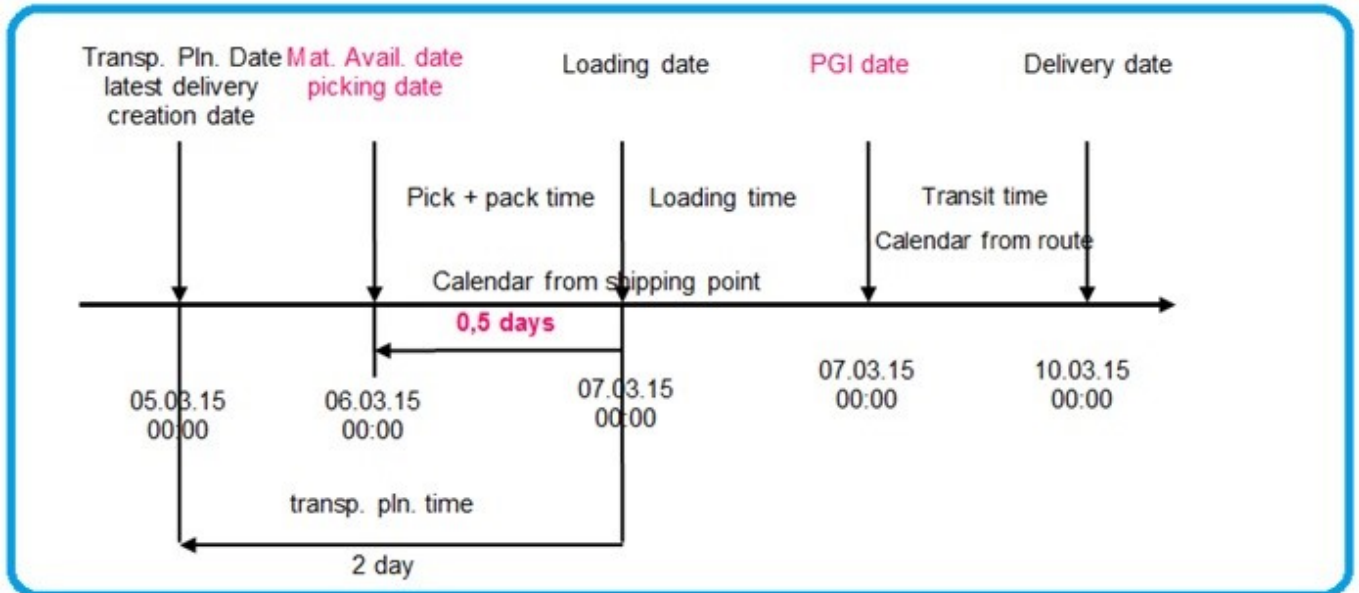 Transp. Pln. Date
latest delivery
creation date
Mat. Avail. date
picking date
Loading date
PGI date
Delivery date
Pick + pack time
Loading time
Transit time
Calendar from route
Calendar from shipping point
0,5 days
05.03.15
00:00
06.03.15
00:00
07.03.15
00:00
07.03.15
00:00
10.03.15
00:00
transp. pln. time
2 day